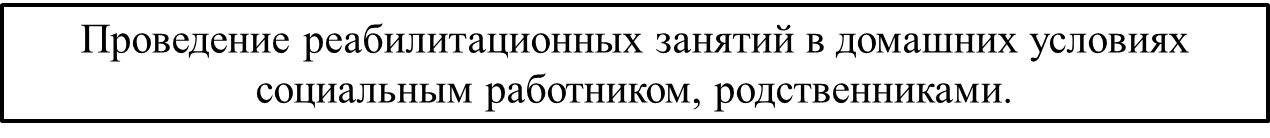 Проведение реабилитационных занятий в домашних условиях
социальным работником, родственниками.